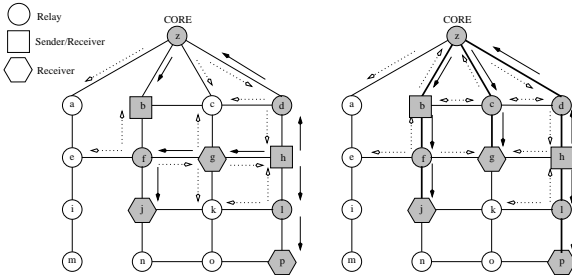 Relay
Sender/Receiver
Receiver
CORE
z
a
b
c
d
e
f
g
h
i
j
k
l
m
n
o
p
CORE
z
a
b
c
d
e
f
g
h
i
j
k
l
m
n
o
p